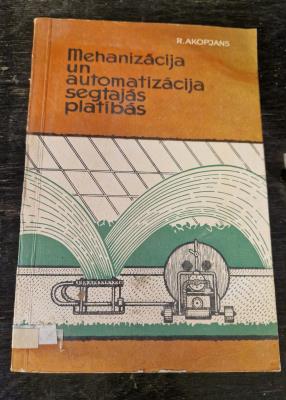 R. AKOPJANS
Mehanizācija
un
automatizācija
segtajās
platībās